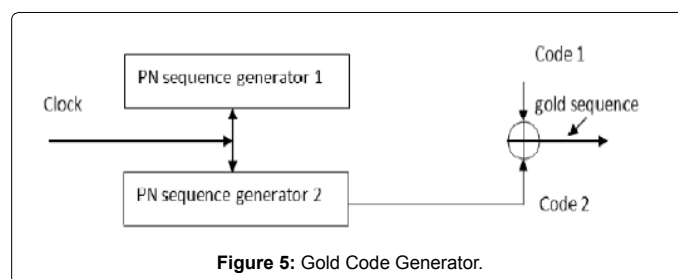 PN sequence generator 1
Code 1
Clock
gold sequence
PN sequence generator 2
Code 2
Figure 5: Gold Code Generator.